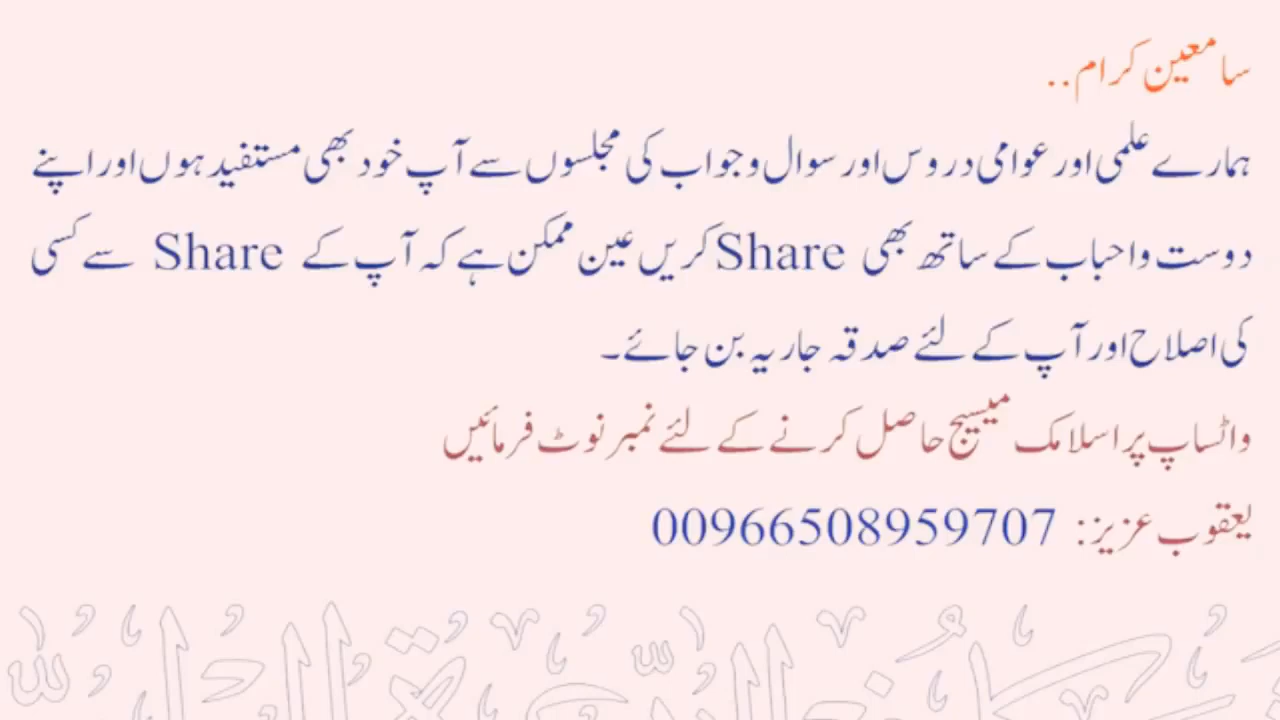 سامعین کرام..
ہمارے علمی اور عوامی دروس اور سوال و جواب کی مجلسوں سے آپ خود بھی مستفید ہوں اور اپنے
دوست و احباب کے ساتھ بھی Share کریں عین ممکن ہے کہ آپ کے Share سے کسی
کی اصلاح اور آپ کے لئے صدقہ جاریہ بن جائے۔
واٹساپ پر اسلامک میسیج حاصل کرنے کے لئے نمبر نوٹ فرمائیں
یعقوب عزیز: 00966508959707